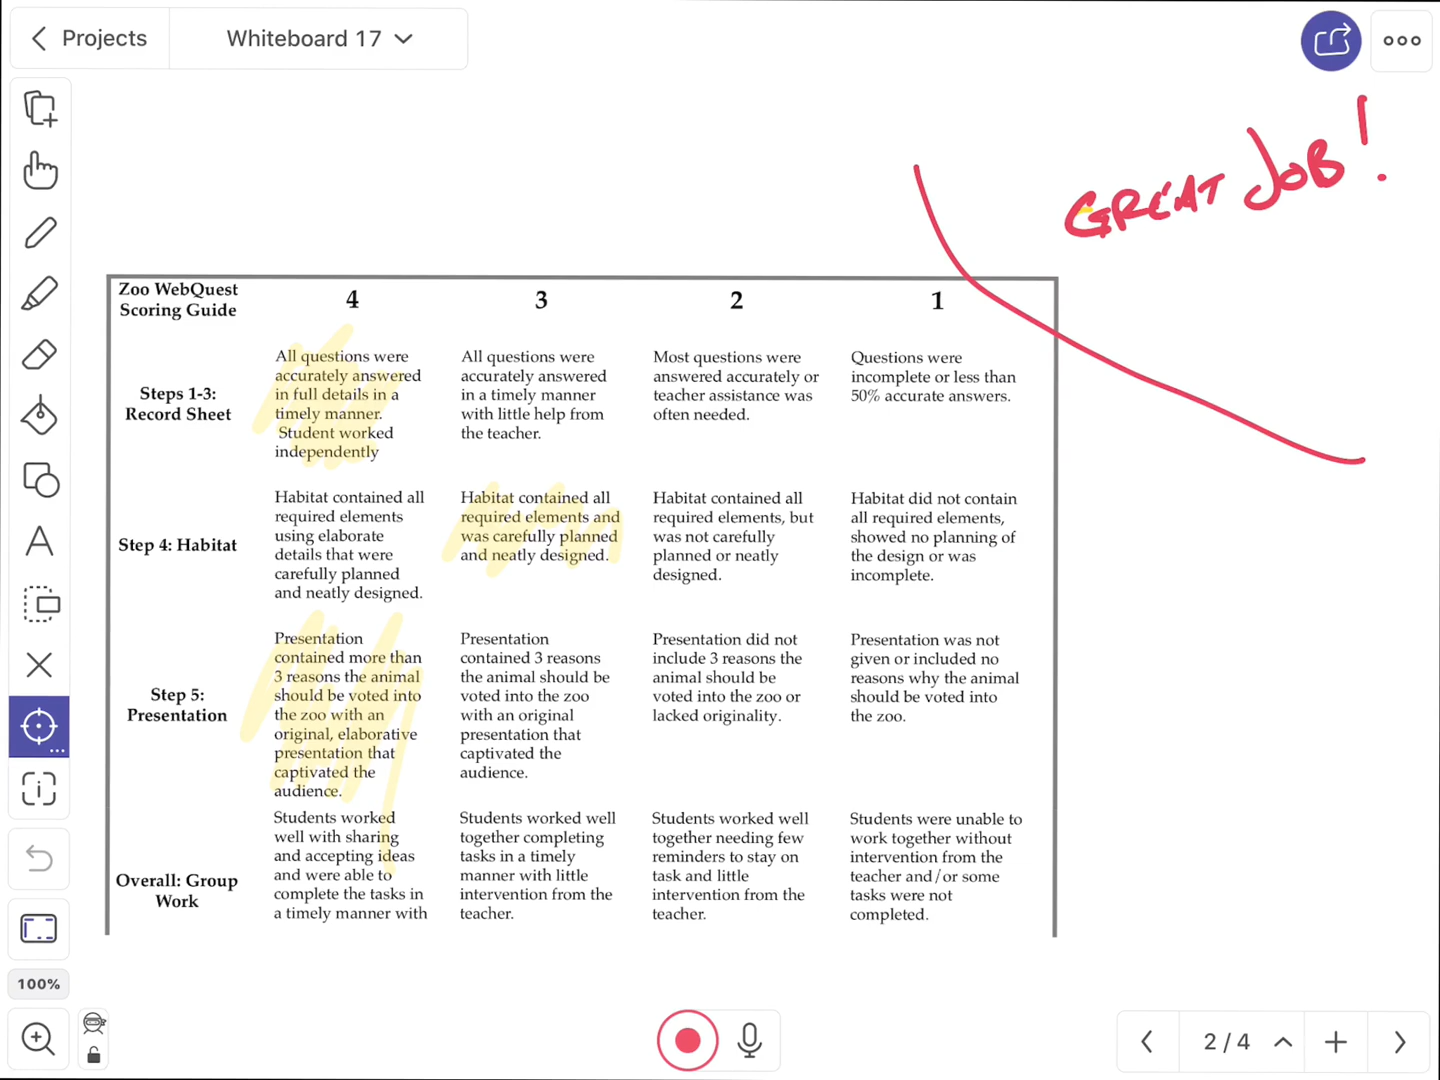 Projects
Whiteboard 17
GREAT JOB!
Zoo WebQuest
Scoring Guide
4
3
2
1
Steps 1-3:
Record Sheet
All questions were
accurately answered
in full details in a
timely manner.
Student worked
independently
All questions were
accurately answered
in a timely manner
with little help from
the teacher.
Most questions were
answered accurately or
teacher assistance was
often needed.
Questions were
incomplete or less than
50% accurate answers.
Step 4: Habitat
Habitat contained all
required elements
using elaborate
details that were
carefully planned
and neatly designed.
Habitat contained all
required elements and
was carefully planned
and neatly designed.
Habitat contained all
required elements, but
was not carefully
planned or neatly
designed.
Habitat did not contain
all required elements,
showed no planning of
the design or was
incomplete.
Step 5:
Presentation
Presentation
contained more than
3 reasons the animal
should be voted into
the zoo with an
original, elaborative
presentation that
captivated the
audience.
Presentation
contained 3 reasons
the animal should be
voted into the zoo
with an original
presentation that
captivated the
audience.
Presentation did not
include 3 reasons the
animal should be
voted into the zoo or
lacked originality.
Presentation was not
given or included no
reasons why the animal
should be voted into
the zoo.
Overall: Group
Work
Students worked
well with sharing
and accepting ideas
and were able to
complete the tasks in
a timely manner with
Students worked well
together completing
tasks in a timely
manner with little
intervention from the
teacher.
Students worked well
together needing few
reminders to stay on
task and little
intervention from the
teacher.
Students were unable to
work together without
intervention from the
teacher and/or some
tasks were not
completed.
100%
2 / 4